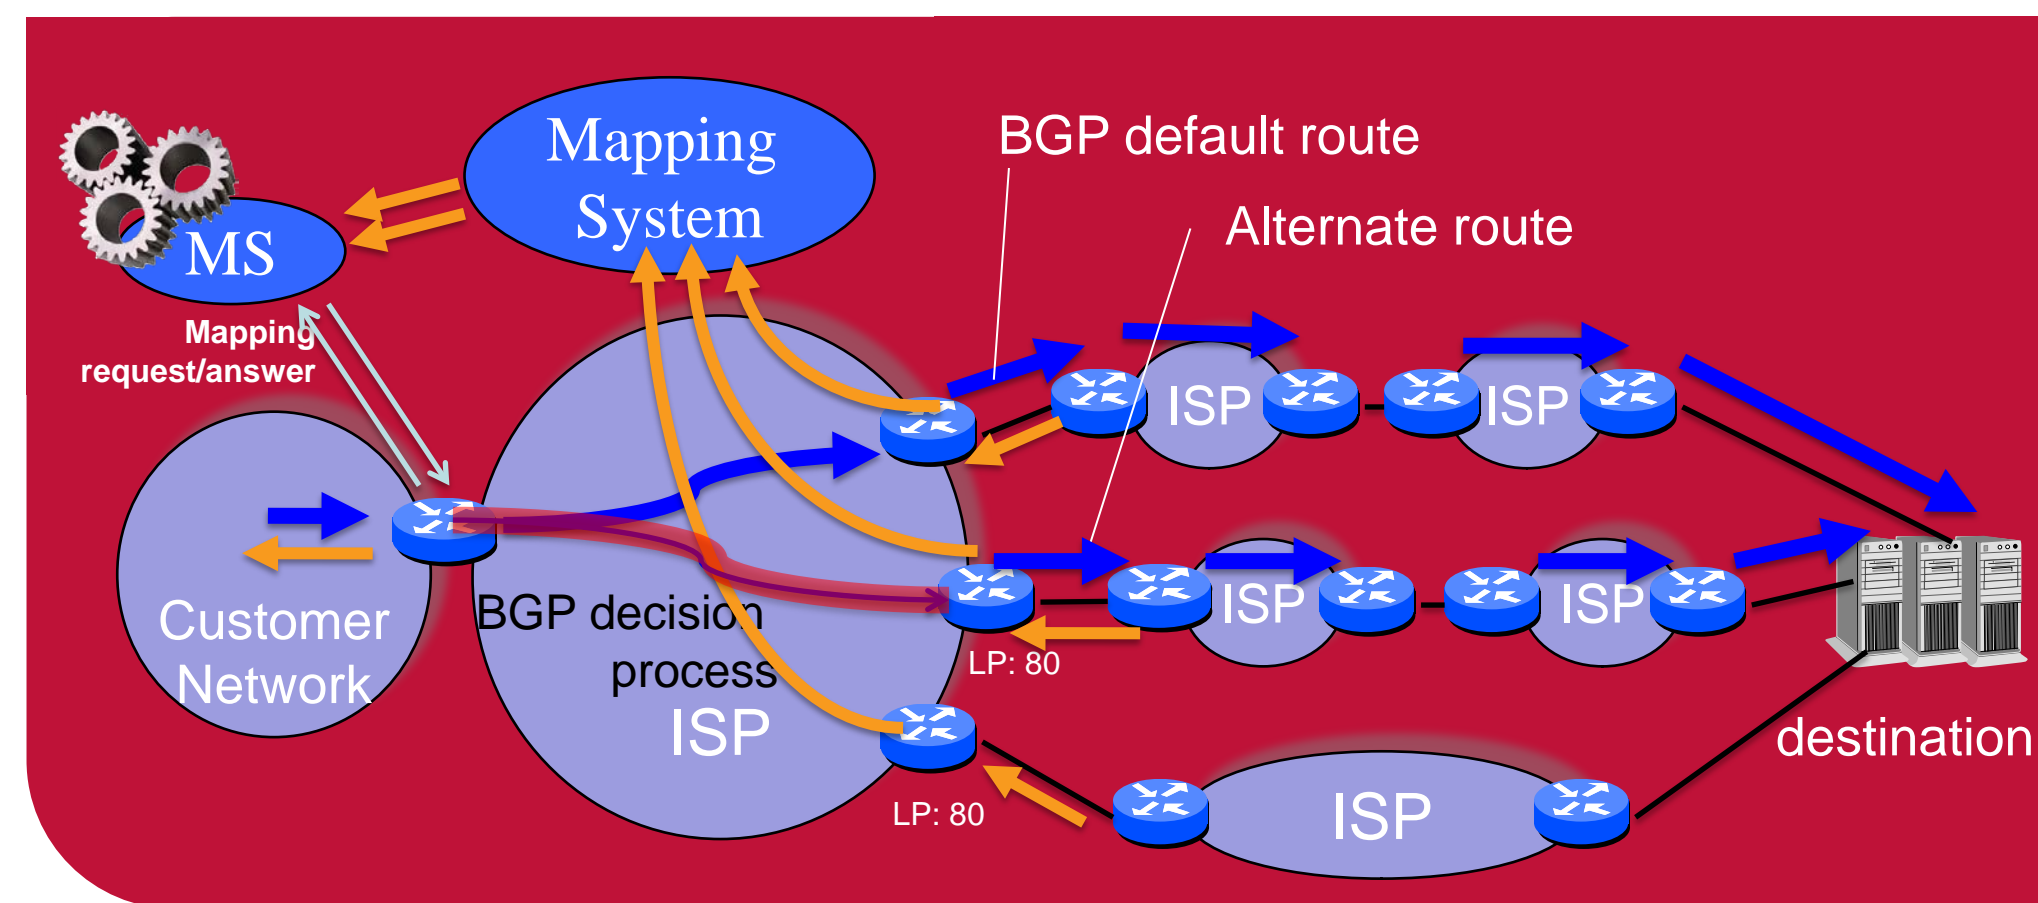 Mapping
System
BGP default route
Alternate route
MS
Mapping
request/answer
ISP
ISP
Customer
Network
BGP decision
process
ISP
ISP
ISP
LP: 80
LP: 80
ISP
destination